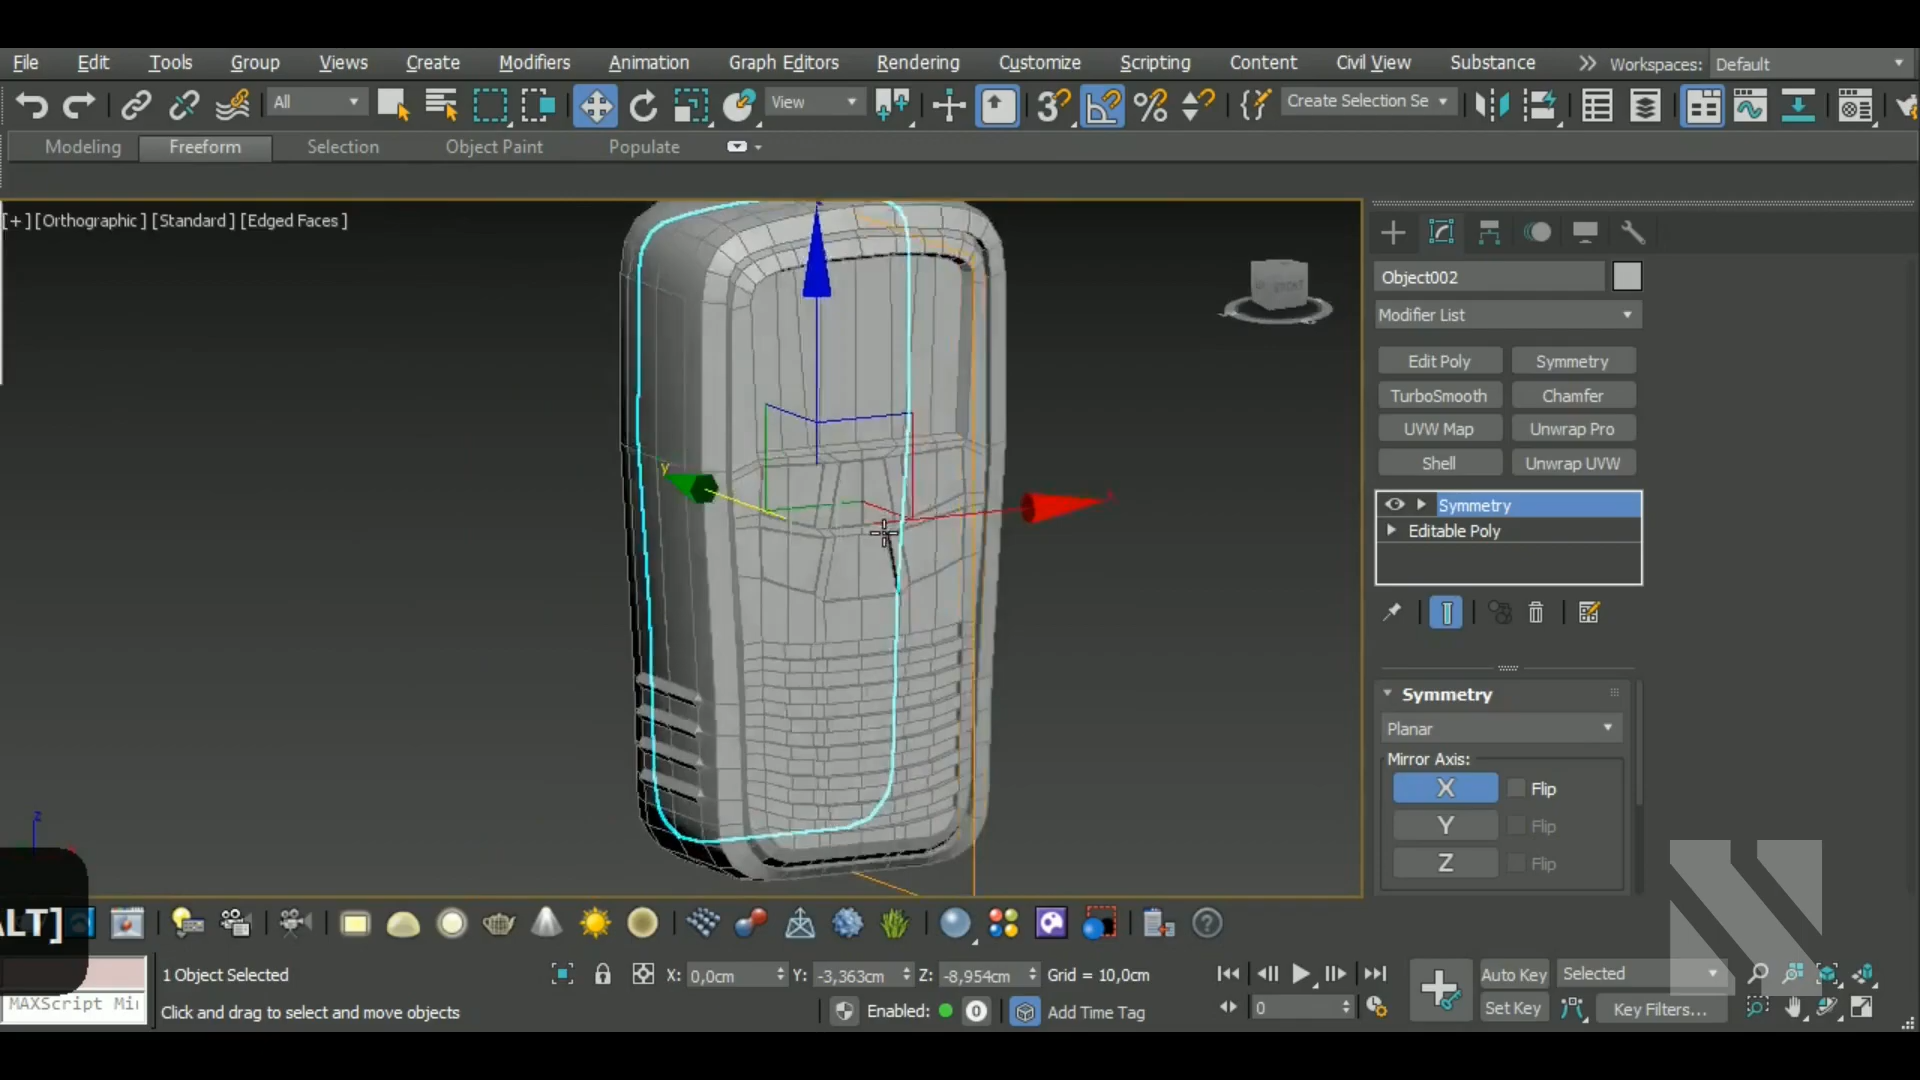 File Edit Tools Group Views Create Modifiers Animation Graph Editors Rendering Customize Scripting Content Civil View Substance Workspaces: Default
All View Create Selection Se
Modeling Freeform Selection Object Paint Populate
[+] [Orthographic] [Standard] [Edged Faces]
Object002
Modifier List
Edit Poly Symmetry
TurboSmooth Chamfer
UVW Map Unwrap Pro
Shell Unwrap UVW
Symmetry
Editable Poly
Symmetry
Planar
Mirror Axis:
X Flip
Y Flip
Z Flip
y
x
z
ALT]
1 Object Selected X: 0,0cm Y: -3,363cm Z: -8,954cm Grid = 10,0cm Auto Key Selected
MAXScript Mi Click and drag to select and move objects Enabled: 0 Add Time Tag 0 Set Key Key Filters...